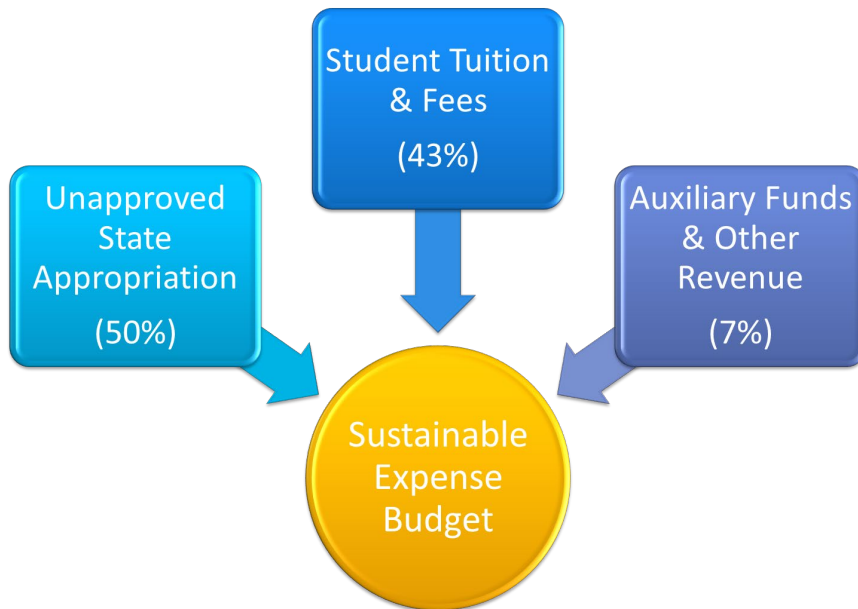 Student Tuition
& Fees
(43%)
Unapproved
State
Appropriation
(50%)
Auxiliary Funds
& Other
Revenue
(7%)
Sustainable
Expense
Budget